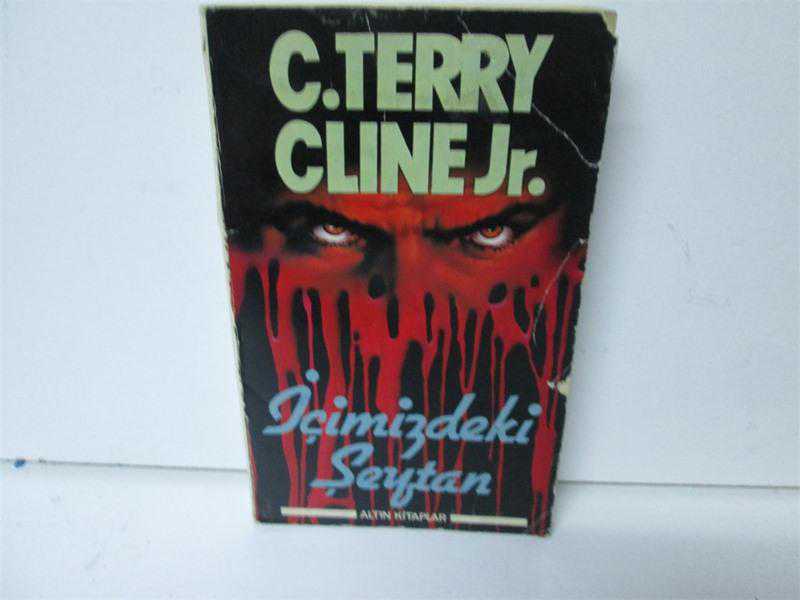 C.TERRY
CLINE Jr.
İçimizdeki
Şeytan
ALTIN KİTAPLAR